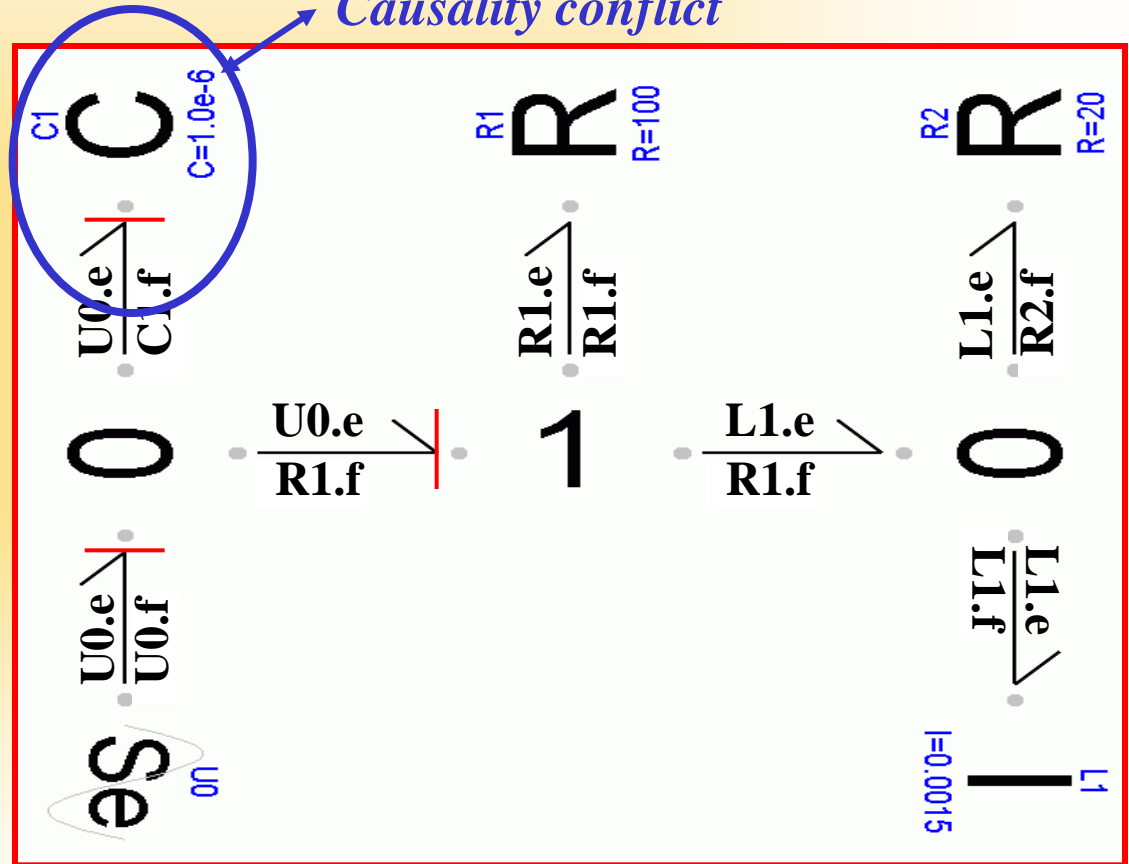 Causality conflict
C1
C
C=1.0e-6
R1
R
R=100
R2
R
R=20
U0.e
C1.f
R1.e
R1.f
L1.e
R2.f
0
U0.e
R1.f
1
L1.e
R1.f
0
U0.e
U0.f
L1.f
L1.e
Se
U0
I=0.0015
I
L1